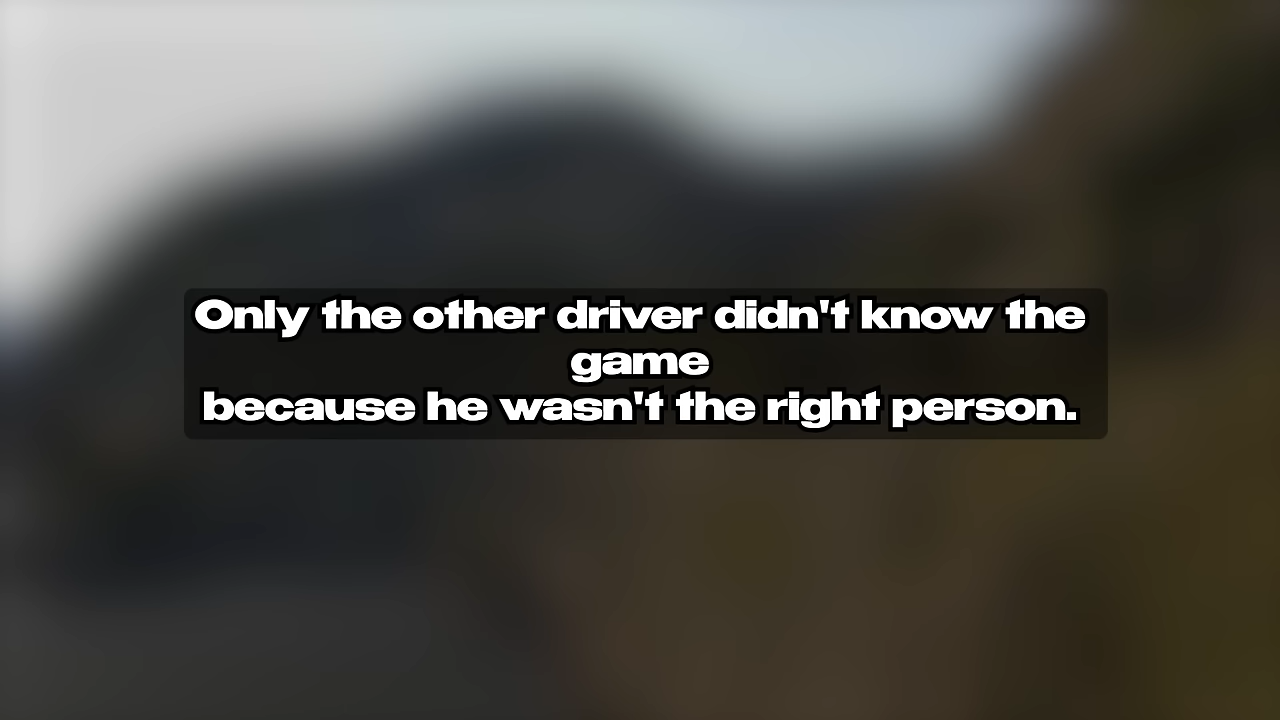 Only the other driver didn't know the
game
because he wasn't the right person.